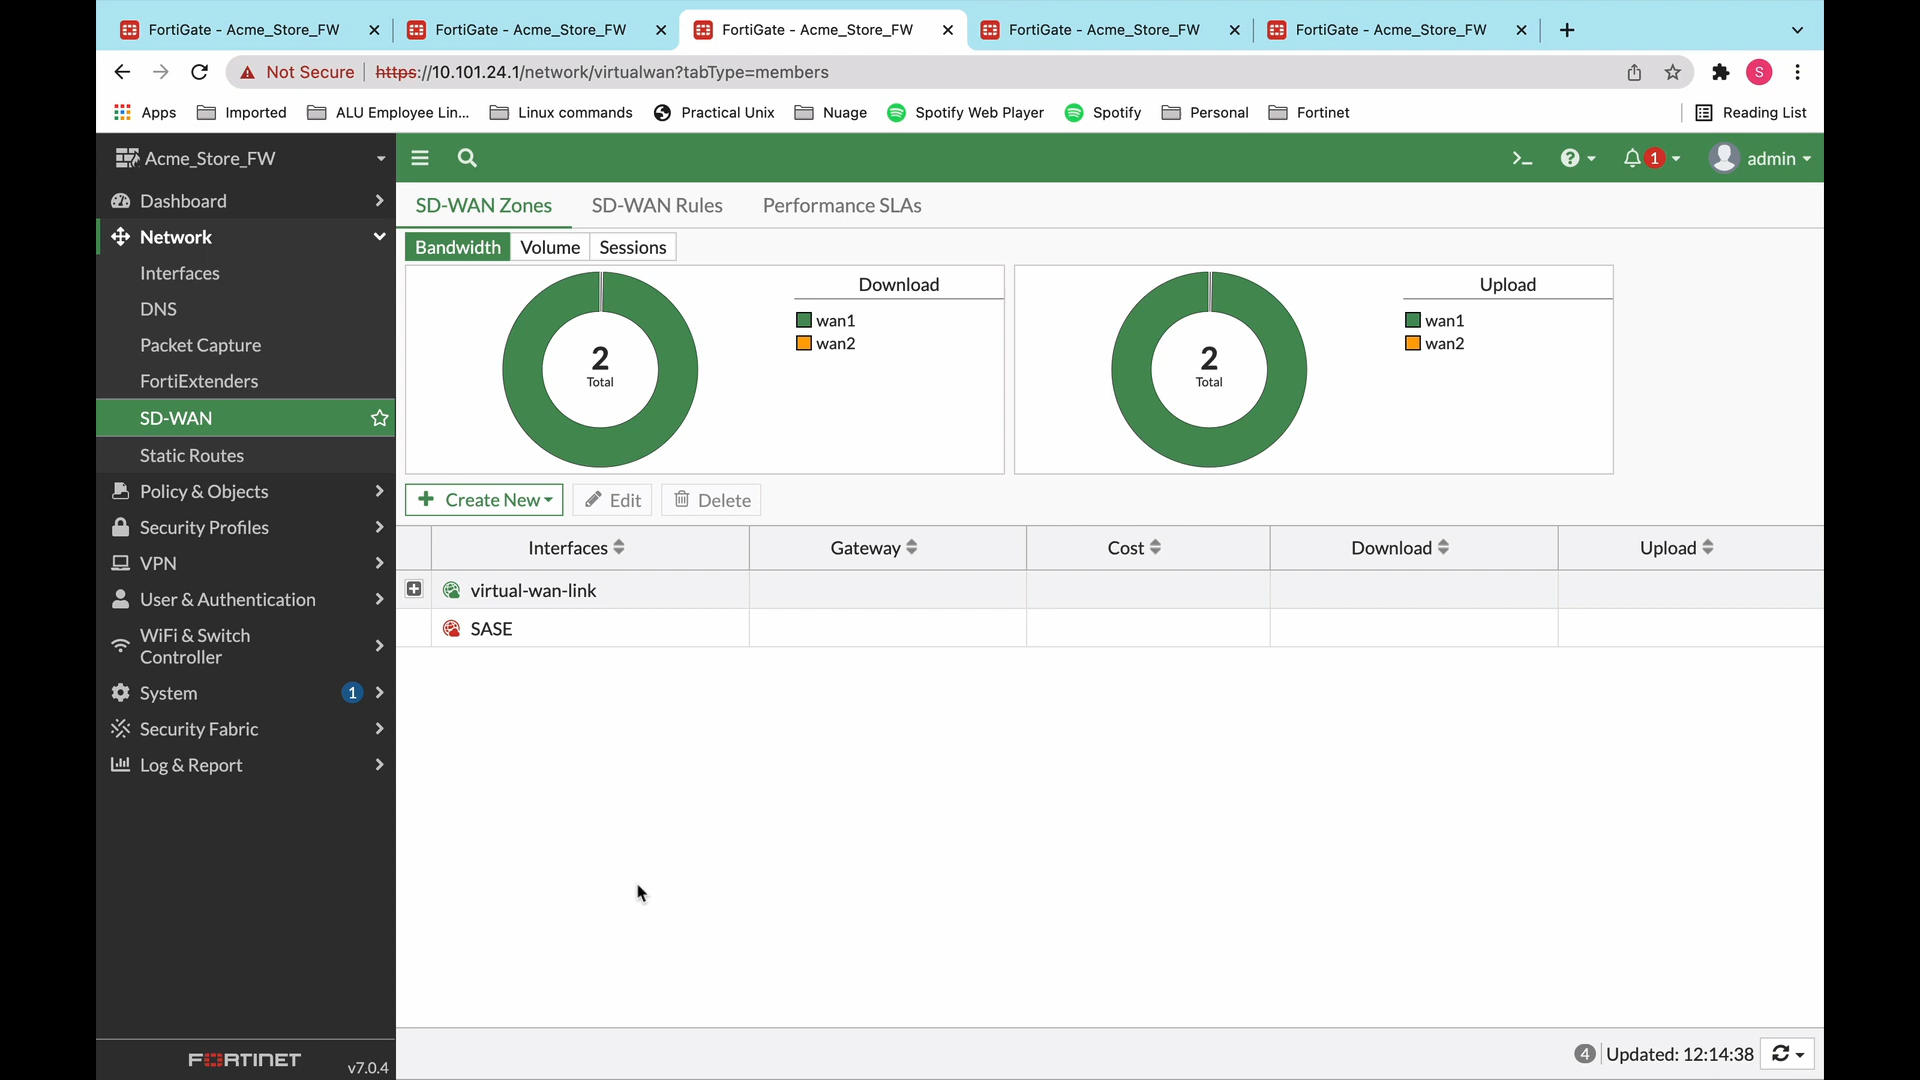 FortiGate - Acme_Store_FW
FortiGate - Acme_Store_FW
FortiGate - Acme_Store_FW
FortiGate - Acme_Store_FW
FortiGate - Acme_Store_FW
Not Secure
https://10.101.24.1/network/virtualwan?tabType=members
S
Apps
Imported
ALU Employee Lin...
Linux commands
Practical Unix
Nuage
Spotify Web Player
Spotify
Personal
Fortinet
Reading List
Acme_Store_FW
1
admin
Dashboard
Network
Interfaces
DNS
Packet Capture
FortiExtenders
SD-WAN
Static Routes
Policy & Objects
Security Profiles
VPN
User & Authentication
WiFi & Switch
Controller
System
1
Security Fabric
Log & Report
FORTINET
v7.0.4
SD-WAN Zones
SD-WAN Rules
Performance SLAs
Bandwidth
Volume
Sessions
2
Total
Download
wan1
wan2
2
Total
Upload
wan1
wan2
+ Create New
Edit
Delete
Interfaces
Gateway
Cost
Download
Upload
virtual-wan-link
SASE
4
Updated: 12:14:38